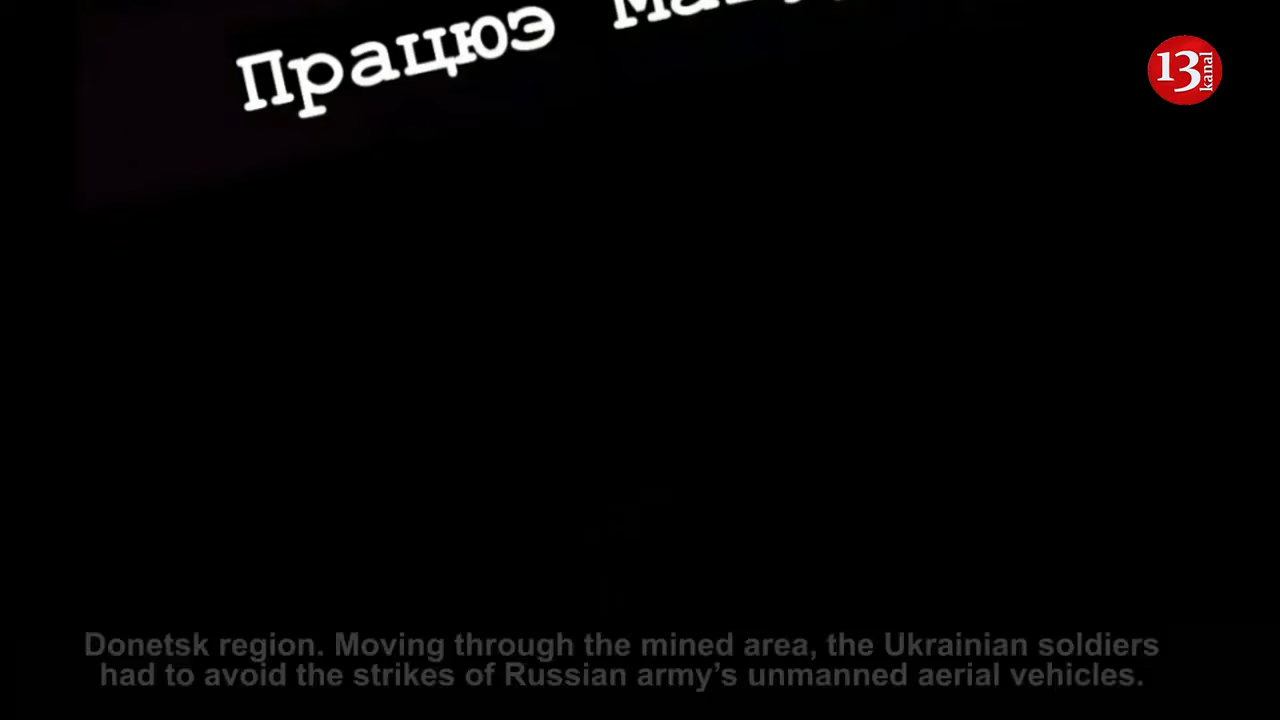 Працюэ
13 kanal
Donetsk region. Moving through the mined area, the Ukrainian soldiers
had to avoid the strikes of Russian army's unmanned aerial vehicles.